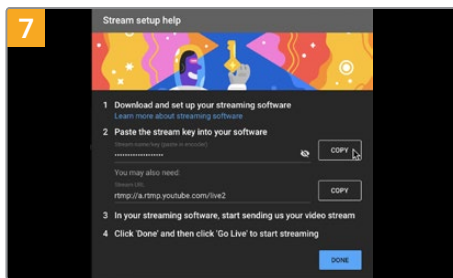 7
Stream setup help
1 Download and set up your streaming software
Learn more about streaming software
2 Paste the stream key into your software
Stream name/key (paste in encoder)
••••••••••••••••••••
COPY
You may also need:
Stream URL
rtmp://a.rtmp.youtube.com/live2
COPY
3 In your streaming software, start sending us your video stream
4 Click 'Done' and then click 'Go Live' to start streaming
DONE